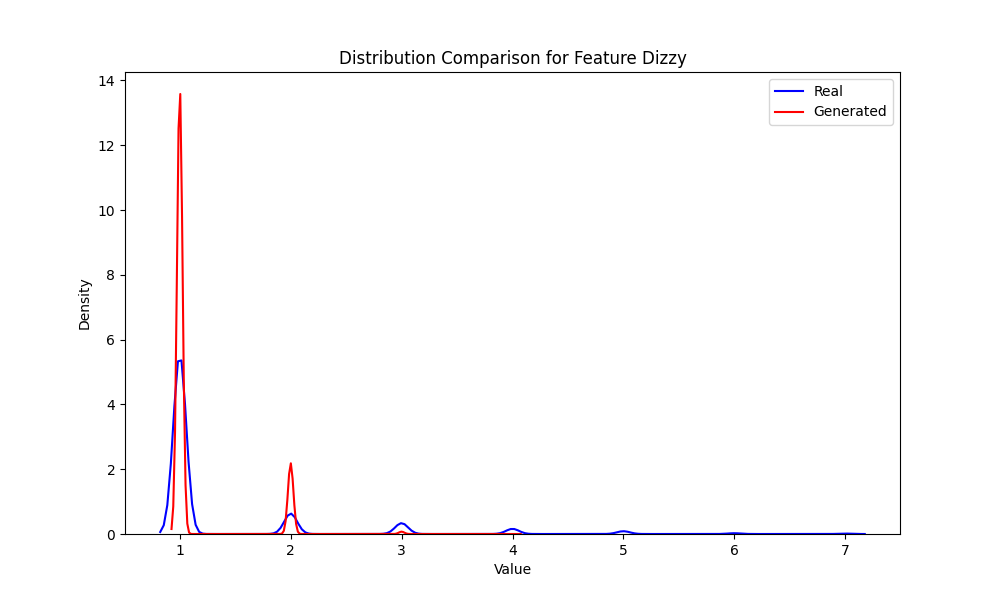 Distribution Comparison for Feature Dizzy
Real
Generated
14
12
10
8
6
4
2
0
Density
1 2 3 4 5 6 7
Value